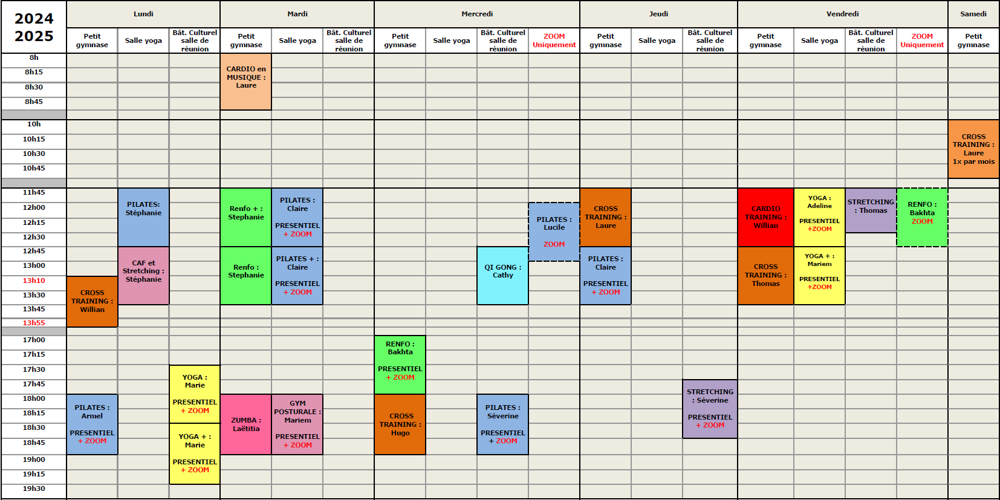 2024
2025
Lundi
Mardi
Mercredi
Jeudi
Vendredi
Samedi
Petit
gymnase
Salle yoga
Bât. Culturel
salle de
réunion
Petit
gymnase
Salle yoga
Bât. Culturel
salle de
réunion
Petit
gymnase
Salle yoga
Bât. Culturel
salle de
réunion
ZOOM
Uniquement
Petit
gymnase
Salle yoga
Bât. Culturel
salle de
réunion
Petit
gymnase
Salle yoga
Bât. Culturel
salle de
réunion
ZOOM
Uniquement
Petit
gymnase
8h
8h15
8h30
8h45
CARDIO en
MUSIQUE :
Laure
10h
10h15
10h30
10h45
CROSS
TRAINING :
Laure
1x par mois
11h45
12h00
12h15
12h30
PILATES:
Stéphanie
Renfo + :
Stephanie
PILATES :
Claire
PRESENTIEL
+ ZOOM
PILATES :
Lucile
ZOOM
CROSS
TRAINING :
Laure
CARDIO
TRAINING :
Willian
YOGA :
Adeline
PRESENTIEL
+ZOOM
STRETCHING
: Thomas
RENFO :
Bakhta
ZOOM
12h45
13h00
13h10
13h30
13h45
13h55
CROSS
TRAINING :
Willian
CAF et
Stretching :
Stéphanie
Renfo :
Stephanie
PILATES + :
Claire
PRESENTIEL
+ ZOOM
QI GONG :
Cathy
PILATES :
Claire
PRESENTIEL
+ ZOOM
CROSS
TRAINING :
Thomas
YOGA + :
Mariem
PRESENTIEL
+ZOOM
17h00
17h15
17h30
17h45
RENFO :
Bakhta
PRESENTIEL
+ ZOOM
YOGA :
Marie
PRESENTIEL
+ ZOOM
STRETCHING
: Séverine
PRESENTIEL
+ ZOOM
18h00
18h15
18h30
18h45
PILATES :
Armel
PRESENTIEL
+ ZOOM
YOGA + :
Marie
PRESENTIEL
+ ZOOM
ZUMBA :
Laëtitia
GYM
POSTURALE :
Mariem
PRESENTIEL
+ ZOOM
CROSS
TRAINING :
Hugo
PILATES :
Séverine
PRESENTIEL
+ ZOOM
19h00
19h15
19h30